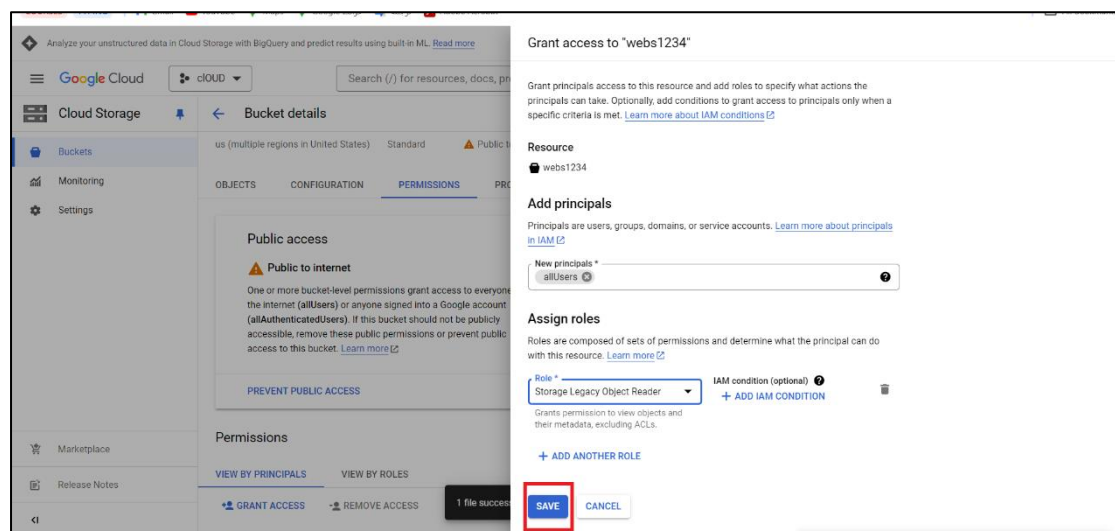 Analyze your unstructured data in Cloud Storage with BigQuery and predict results using built-in ML. Read more
Google Cloud
clOUD
Search (/) for resources, docs, pr
Cloud Storage
Bucket details
Buckets
Monitoring
Settings
us (multiple regions in United States) Standard Public t
OBJECTS CONFIGURATION PERMISSIONS PRO
Public access
Public to internet
One or more bucket-level permissions grant access to everyone
the internet (allUsers) or anyone signed into a Google account
(allAuthenticatedUsers). If this bucket should not be publicly
accessible, remove these public permissions or prevent public
access to this bucket. Learn more
PREVENT PUBLIC ACCESS
Permissions
VIEW BY PRINCIPALS VIEW BY ROLES
GRANT ACCESS REMOVE ACCESS
1 file success
Marketplace
Release Notes
Grant access to "webs1234"
Grant principals access to this resource and add roles to specify what actions the
principals can take. Optionally, add conditions to grant access to principals only when a
specific criteria is met. Learn more about IAM conditions
Resource
webs1234
Add principals
Principals are users, groups, domains, or service accounts. Learn more about principals
in IAM
New principals *
allUsers
Assign roles
Roles are composed of sets of permissions and determine what the principal can do
with this resource. Learn more
Role *
Storage Legacy Object Reader
IAM condition (optional)
+ ADD IAM CONDITION
Grants permission to view objects and
their metadata, excluding ACLs.
+ ADD ANOTHER ROLE
SAVE CANCEL